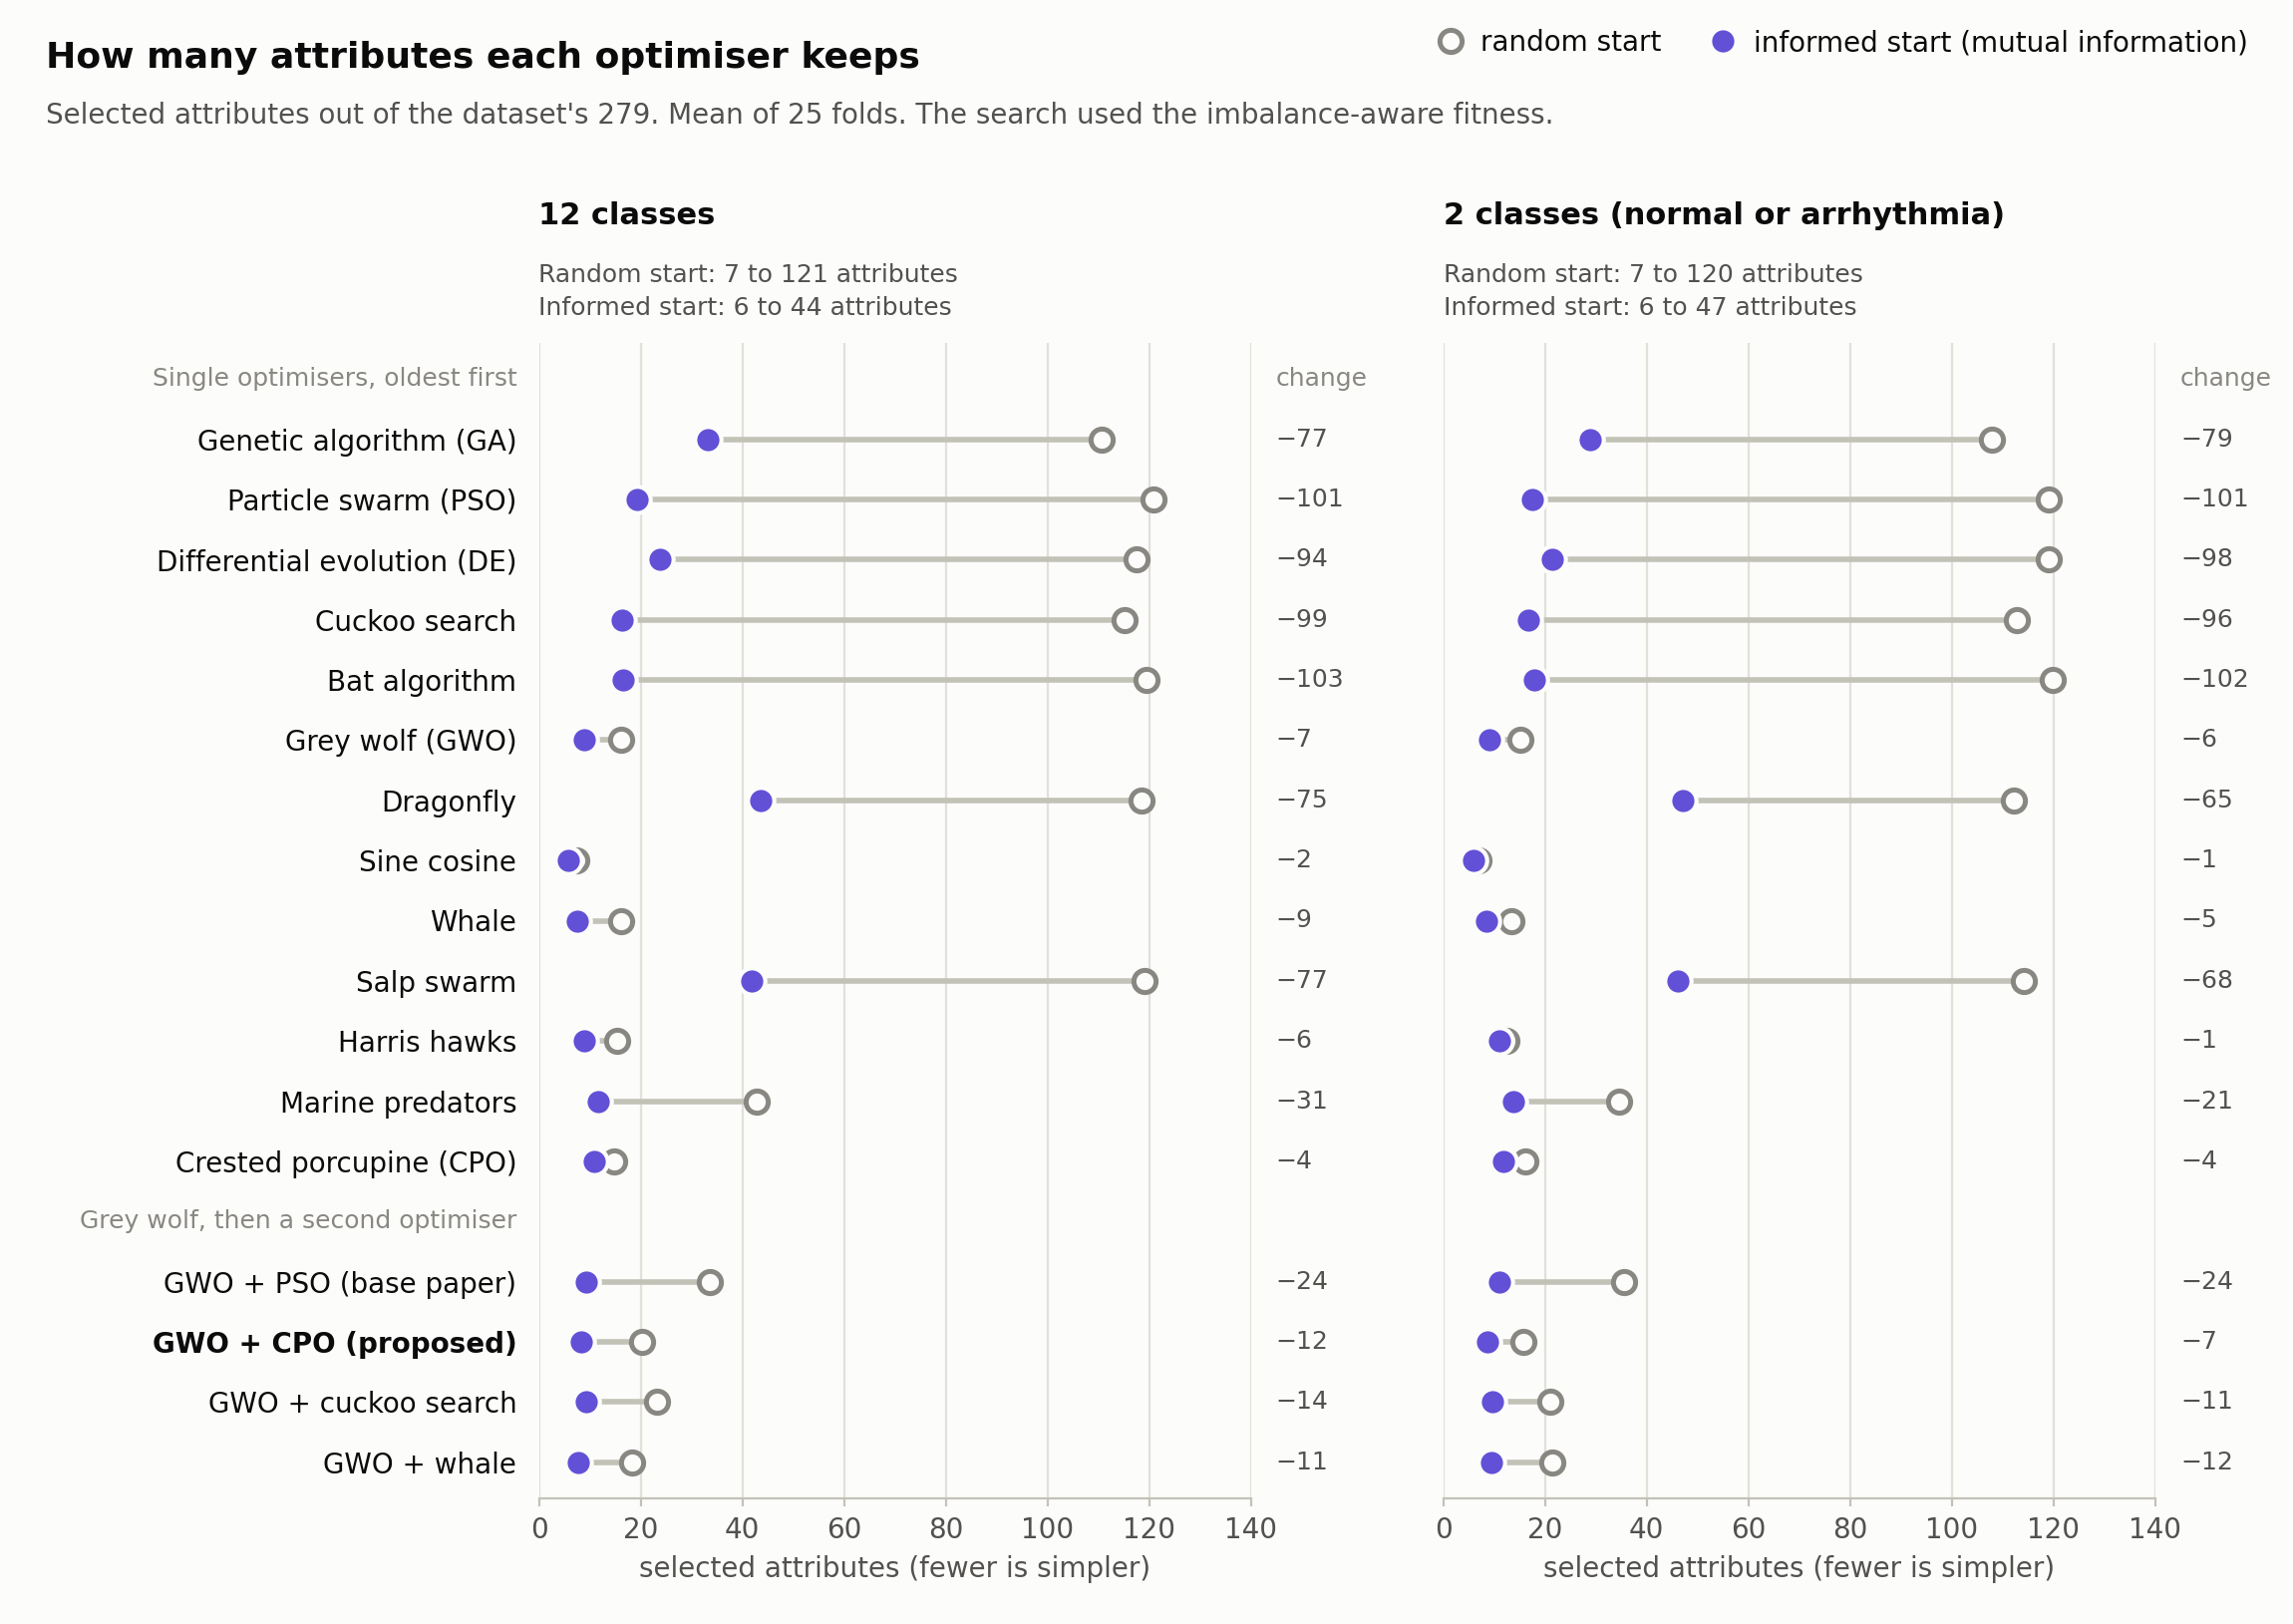 How many attributes each optimiser keeps
random start
informed start (mutual information)
Selected attributes out of the dataset's 279. Mean of 25 folds. The search used the imbalance-aware fitness.
12 classes
Random start: 7 to 121 attributes
Informed start: 6 to 44 attributes
2 classes (normal or arrhythmia)
Random start: 7 to 120 attributes
Informed start: 6 to 47 attributes
Single optimisers, oldest first change change
Genetic algorithm (GA) −77 −79
Particle swarm (PSO) −101 −101
Differential evolution (DE) −94 −98
Cuckoo search −99 −96
Bat algorithm −103 −102
Grey wolf (GWO) −7 −6
Dragonfly −75 −65
Sine cosine −2 −1
Whale −9 −5
Salp swarm −77 −68
Harris hawks −6 −1
Marine predators −31 −21
Crested porcupine (CPO) −4 −4
Grey wolf, then a second optimiser
GWO + PSO (base paper) −24 −24
GWO + CPO (proposed) −12 −7
GWO + cuckoo search −14 −11
GWO + whale −11 −12
0 20 40 60 80 100 120 140 0 20 40 60 80 100 120 140
selected attributes (fewer is simpler) selected attributes (fewer is simpler)